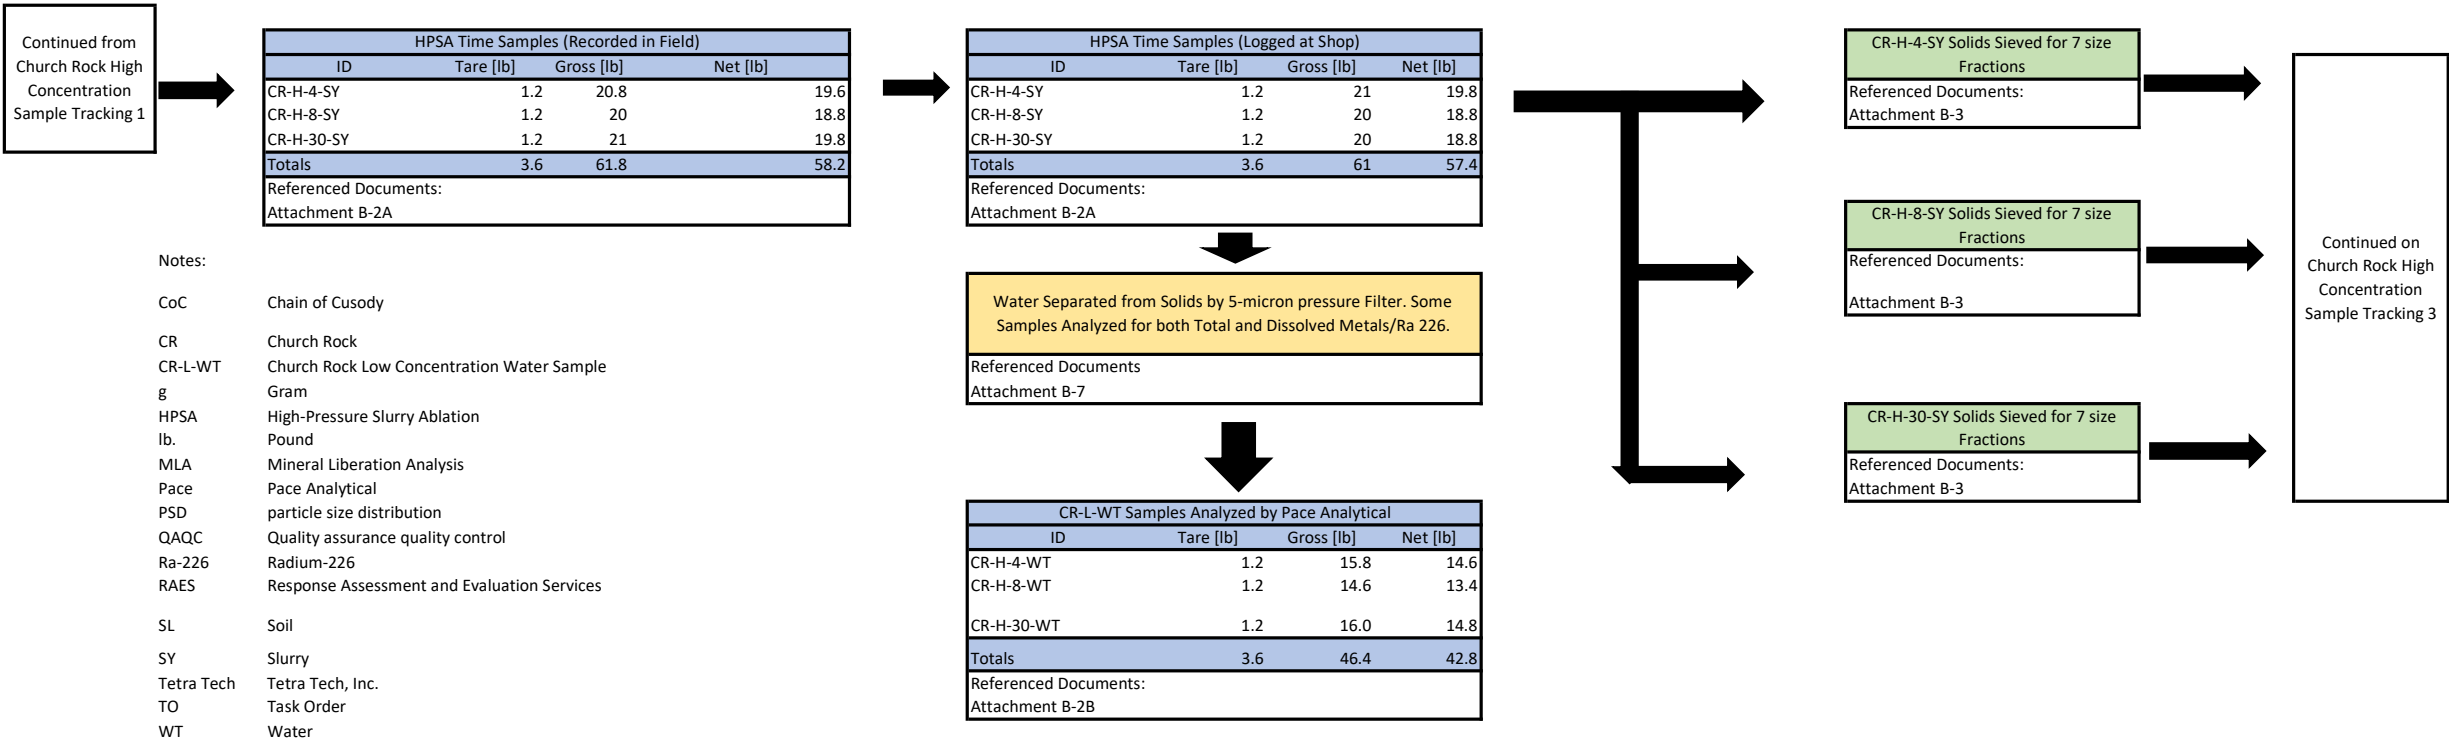 Continued from
Church Rock High
Concentration
Sample Tracking 1
HPSA Time Samples (Recorded in Field)
ID Tare [lb] Gross [lb] Net [lb]
CR-H-4-SY 1.2 20.8 19.6
CR-H-8-SY 1.2 20 18.8
CR-H-30-SY 1.2 21 19.8
Totals 3.6 61.8 58.2
Referenced Documents:
Attachment B-2A
HPSA Time Samples (Logged at Shop)
ID Tare [lb] Gross [lb] Net [lb]
CR-H-4-SY 1.2 21 19.8
CR-H-8-SY 1.2 20 18.8
CR-H-30-SY 1.2 20 18.8
Totals 3.6 61 57.4
Referenced Documents:
Attachment B-2A
Water Separated from Solids by 5-micron pressure Filter. Some
Samples Analyzed for both Total and Dissolved Metals/Ra 226.
Referenced Documents
Attachment B-7
CR-L-WT Samples Analyzed by Pace Analytical
ID Tare [lb] Gross [lb] Net [lb]
CR-H-4-WT 1.2 15.8 14.6
CR-H-8-WT 1.2 14.6 13.4
CR-H-30-WT 1.2 16.0 14.8
Totals 3.6 46.4 42.8
Referenced Documents:
Attachment B-2B
CR-H-4-SY Solids Sieved for 7 size
Fractions
Referenced Documents:
Attachment B-3
CR-H-8-SY Solids Sieved for 7 size
Fractions
Referenced Documents:
Attachment B-3
CR-H-30-SY Solids Sieved for 7 size
Fractions
Referenced Documents:
Attachment B-3
Continued on
Church Rock High
Concentration
Sample Tracking 3
Notes:
CoC Chain of Cusody
CR Church Rock
CR-L-WT Church Rock Low Concentration Water Sample
g Gram
HPSA High-Pressure Slurry Ablation
lb. Pound
MLA Mineral Liberation Analysis
Pace Pace Analytical
PSD particle size distribution
QAQC Quality assurance quality control
Ra-226 Radium-226
RAES Response Assessment and Evaluation Services
SL Soil
SY Slurry
Tetra Tech Tetra Tech, Inc.
TO Task Order
WT Water